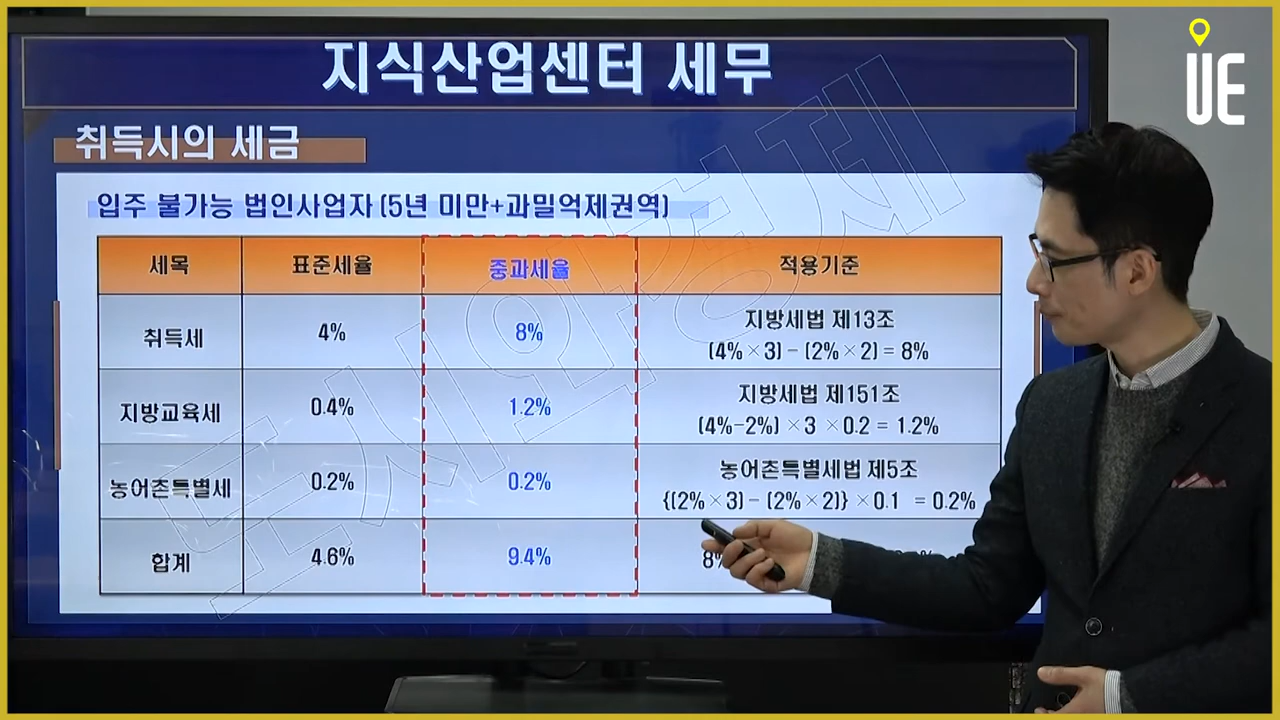 지식산업센터 세무
UE
취득시의 세금
입주 불가능 법인사업자(5년 미만+과밀억제권역)
세목 표준세율 중과세율 적용기준
취득세 4% 8% 지방세법 제13조
(4%×3)-(2%×2)=8%
지방교육세 0.4% 1.2% 지방세법 제151조
(4%-2%)×3×0.2=1.2%
농어촌특별세 0.2% 0.2% 농어촌특별세법 제5조
{(2%×3)-(2%×2)}×0.1 =0.2%
합계 4.6% 9.4% 8%
도시와경제